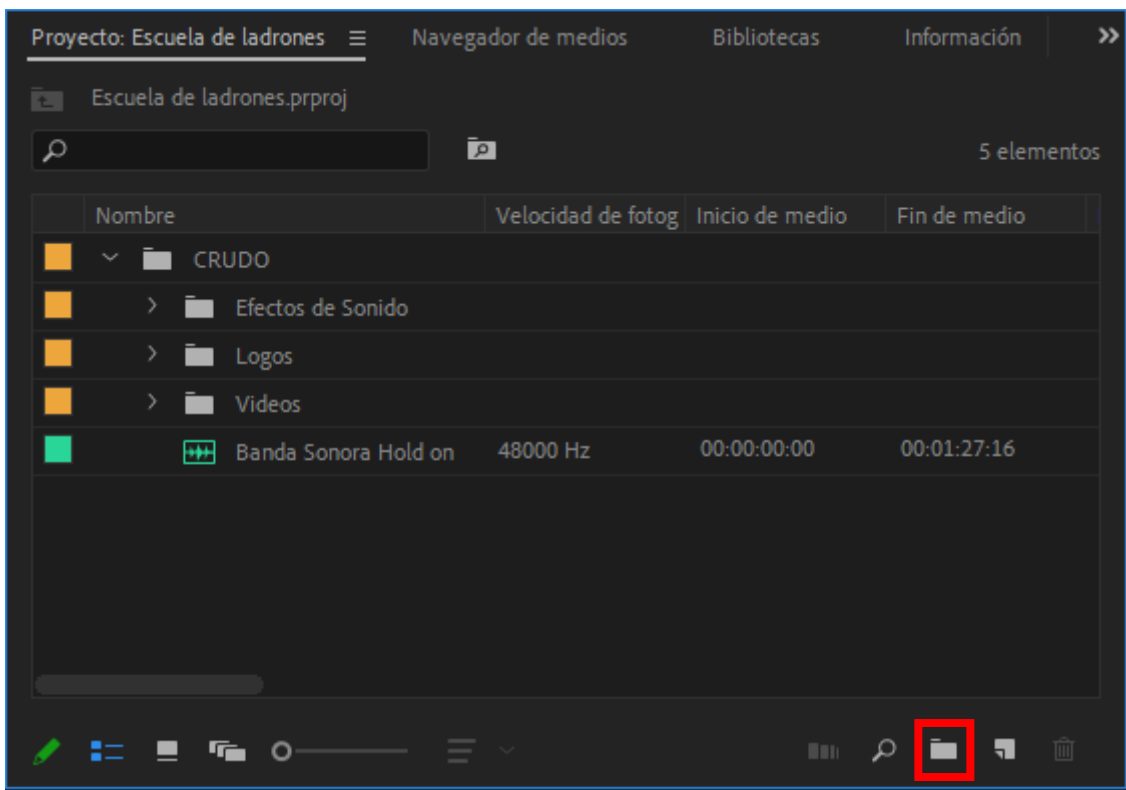 Proyecto: Escuela de ladrones Navegador de medios Bibliotecas Información
Escuela de ladrones.prproj
5 elementos
Nombre Velocidad de fotog Inicio de medio Fin de medio
CRUDO
Efectos de Sonido
Logos
Videos
Banda Sonora Hold on 48000 Hz 00:00:00:00 00:01:27:16